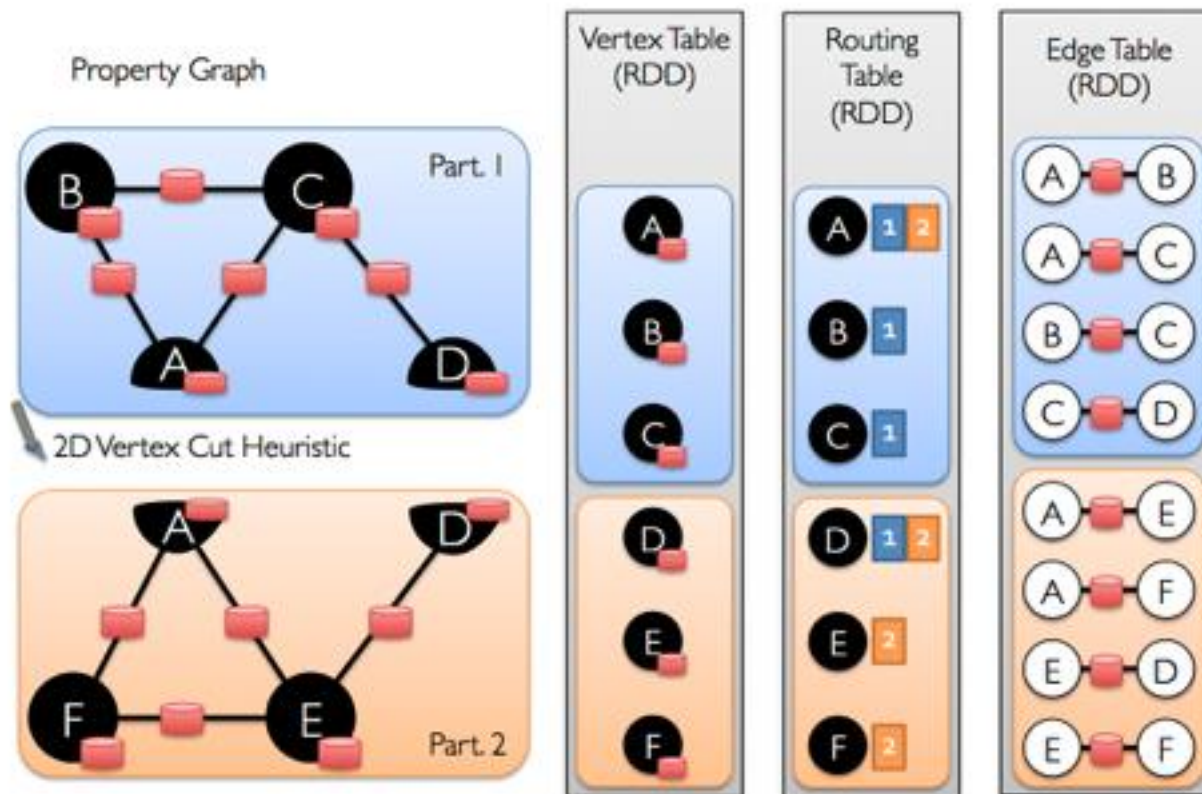 Property Graph
Part. 1
B
C
A
D
2D Vertex Cut Heuristic
A
D
F
E
Part. 2
Vertex Table
(RDD)
A
B
C
D
E
F
Routing
Table
(RDD)
A 1 2
B 1
C 1
D 1 2
E 2
F 2
Edge Table
(RDD)
A B
A C
B C
C D
A E
A F
E D
E F